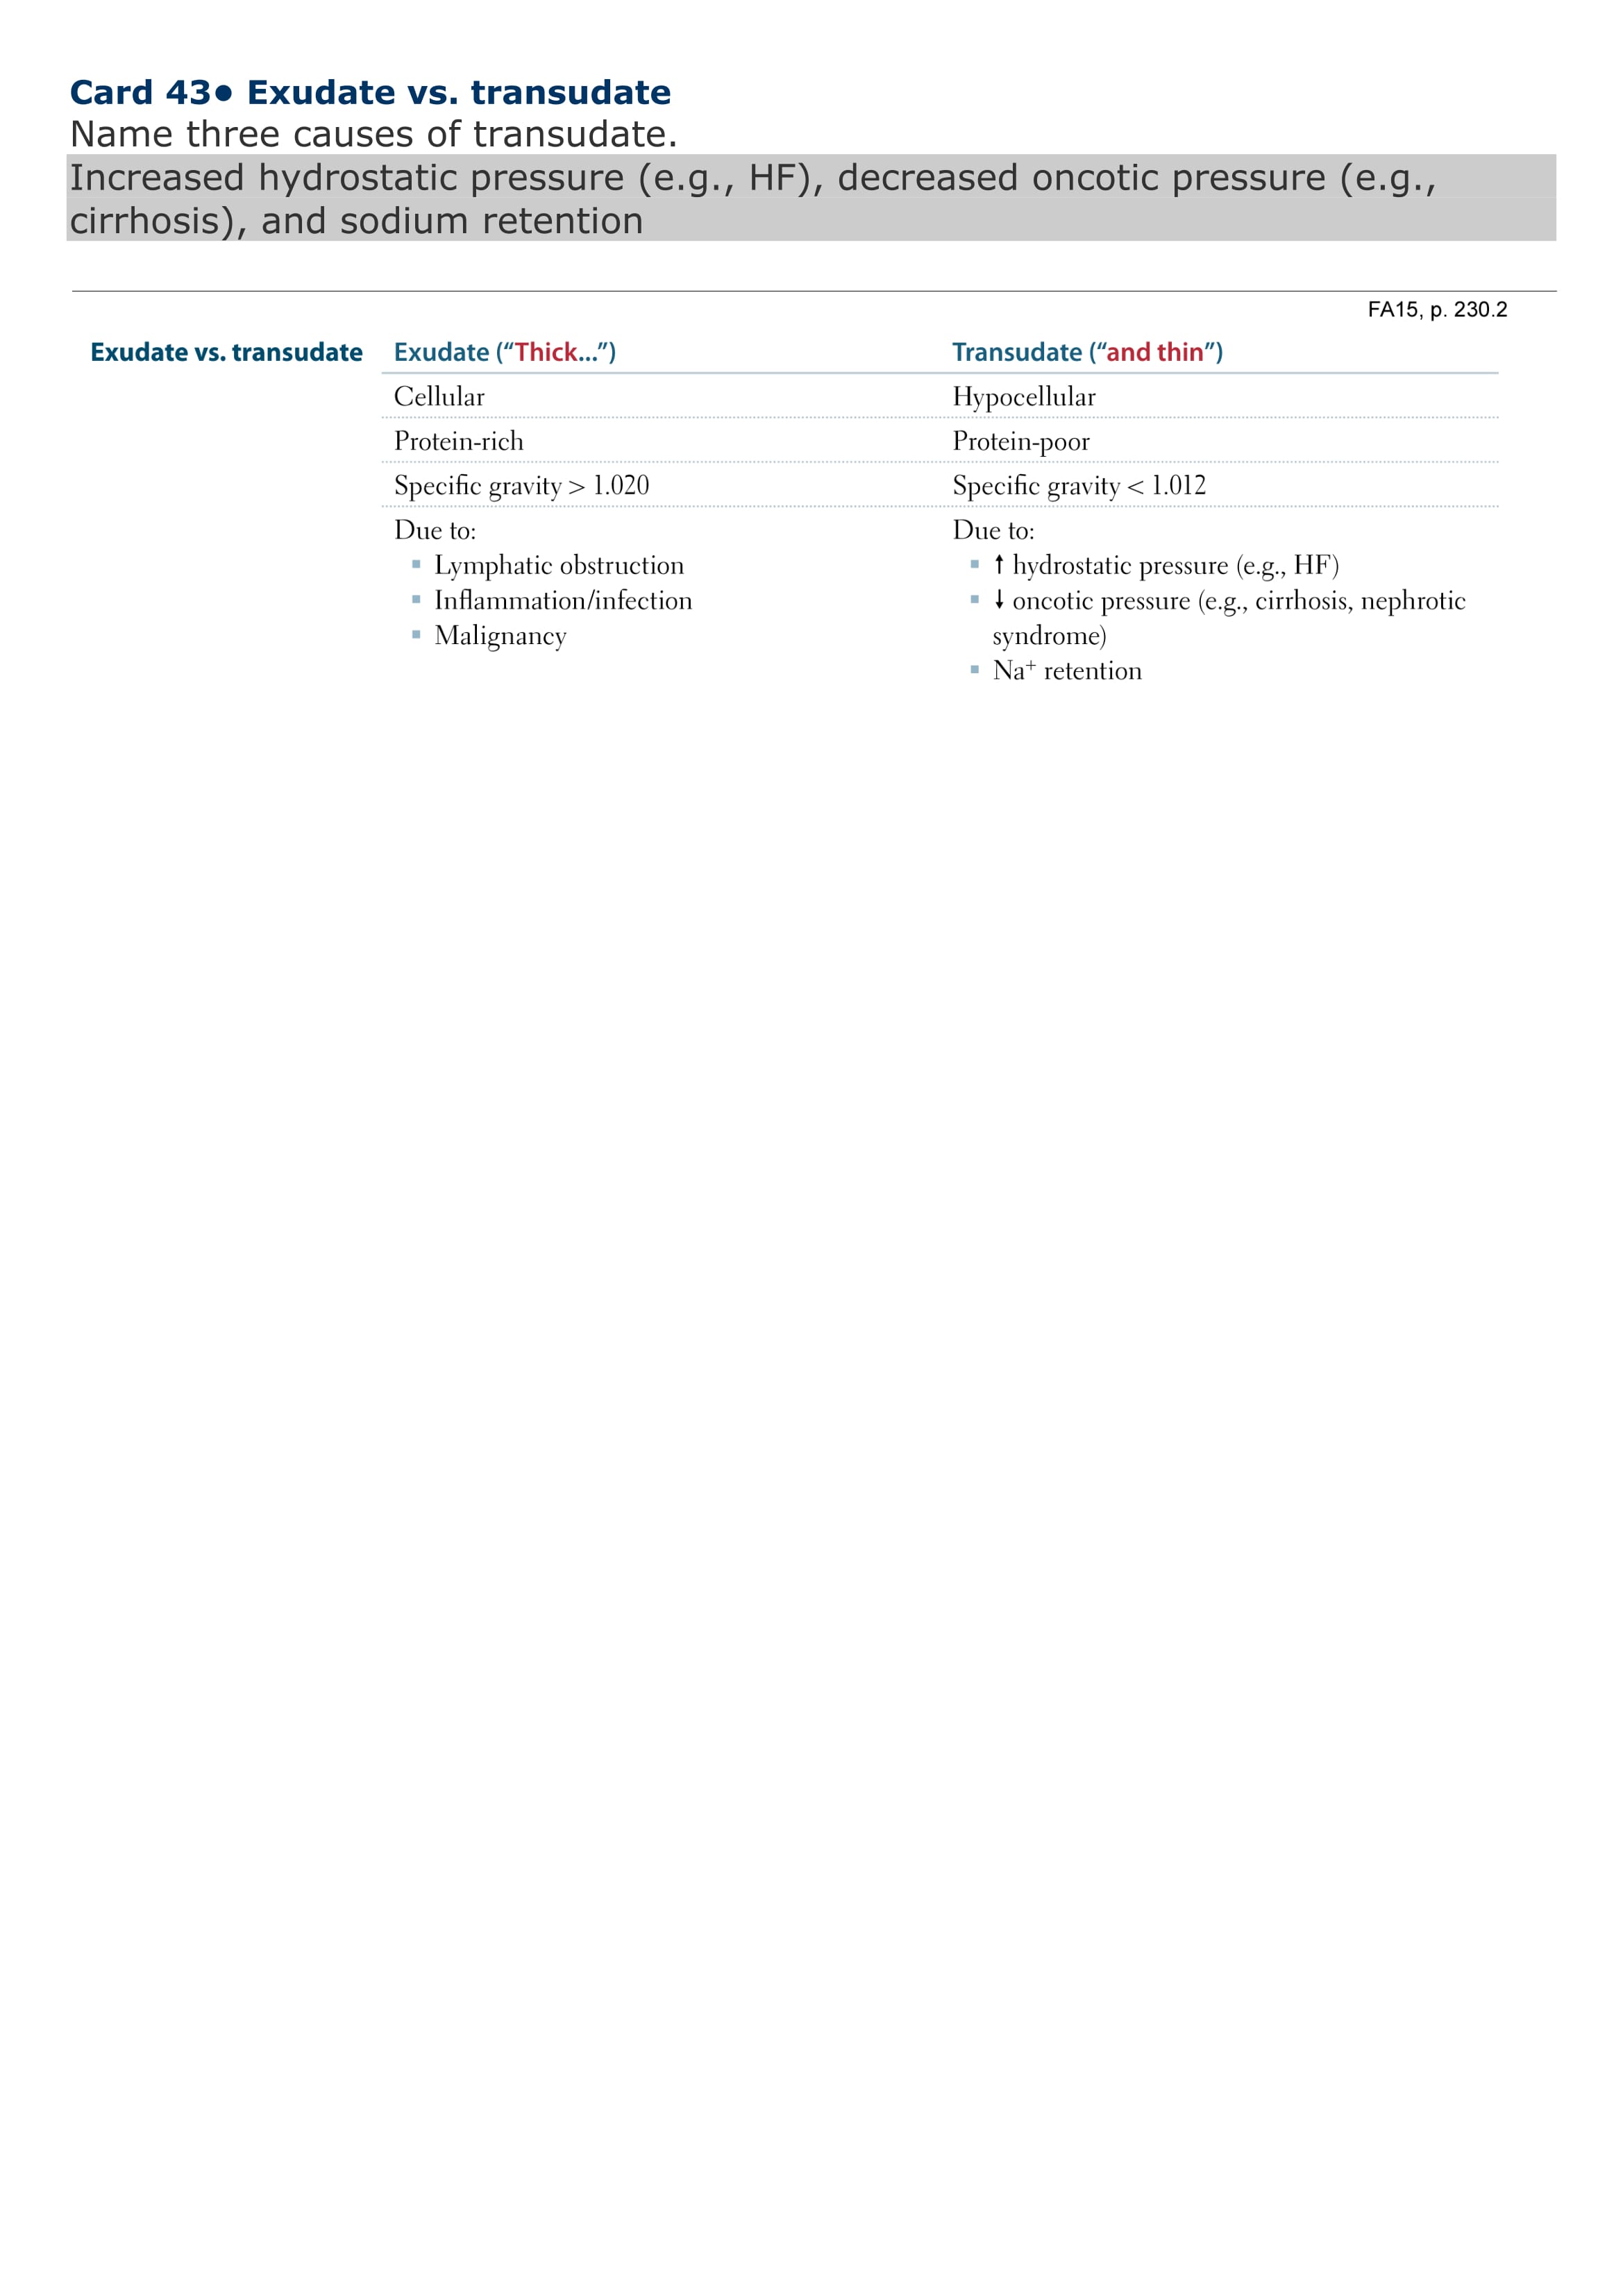 Card 43• Exudate vs. transudate
Name three causes of transudate.
Increased hydrostatic pressure (e.g., HF), decreased oncotic pressure (e.g.,
cirrhosis), and sodium retention
FA15, p. 230.2
Exudate vs. transudate Exudate (“Thick...”) Transudate (“and thin”)
Cellular Hypocellular
Protein-rich Protein-poor
Specific gravity > 1.020 Specific gravity < 1.012
Due to: Due to:
▪ Lymphatic obstruction ▪ ↑ hydrostatic pressure (e.g., HF)
▪ Inflammation/infection ▪ ↓ oncotic pressure (e.g., cirrhosis, nephrotic
▪ Malignancy syndrome)
▪ Na⁺ retention